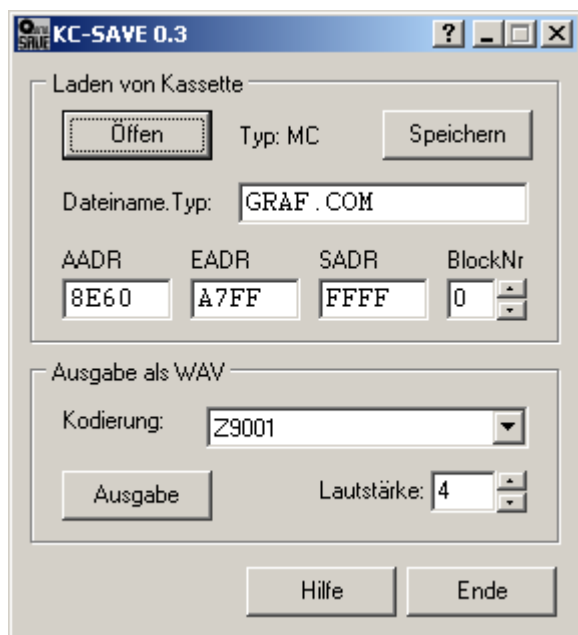 KC-SAVE 0.3
Laden von Kassette
Öffen Typ: MC Speichern
Dateiname.Typ: GRAF.COM
AADR EADR SADR BlockNr
8E60 A7FF FFFF 0
Ausgabe als WAV
Kodierung: Z9001
Ausgabe Lautstärke: 4
Hilfe Ende